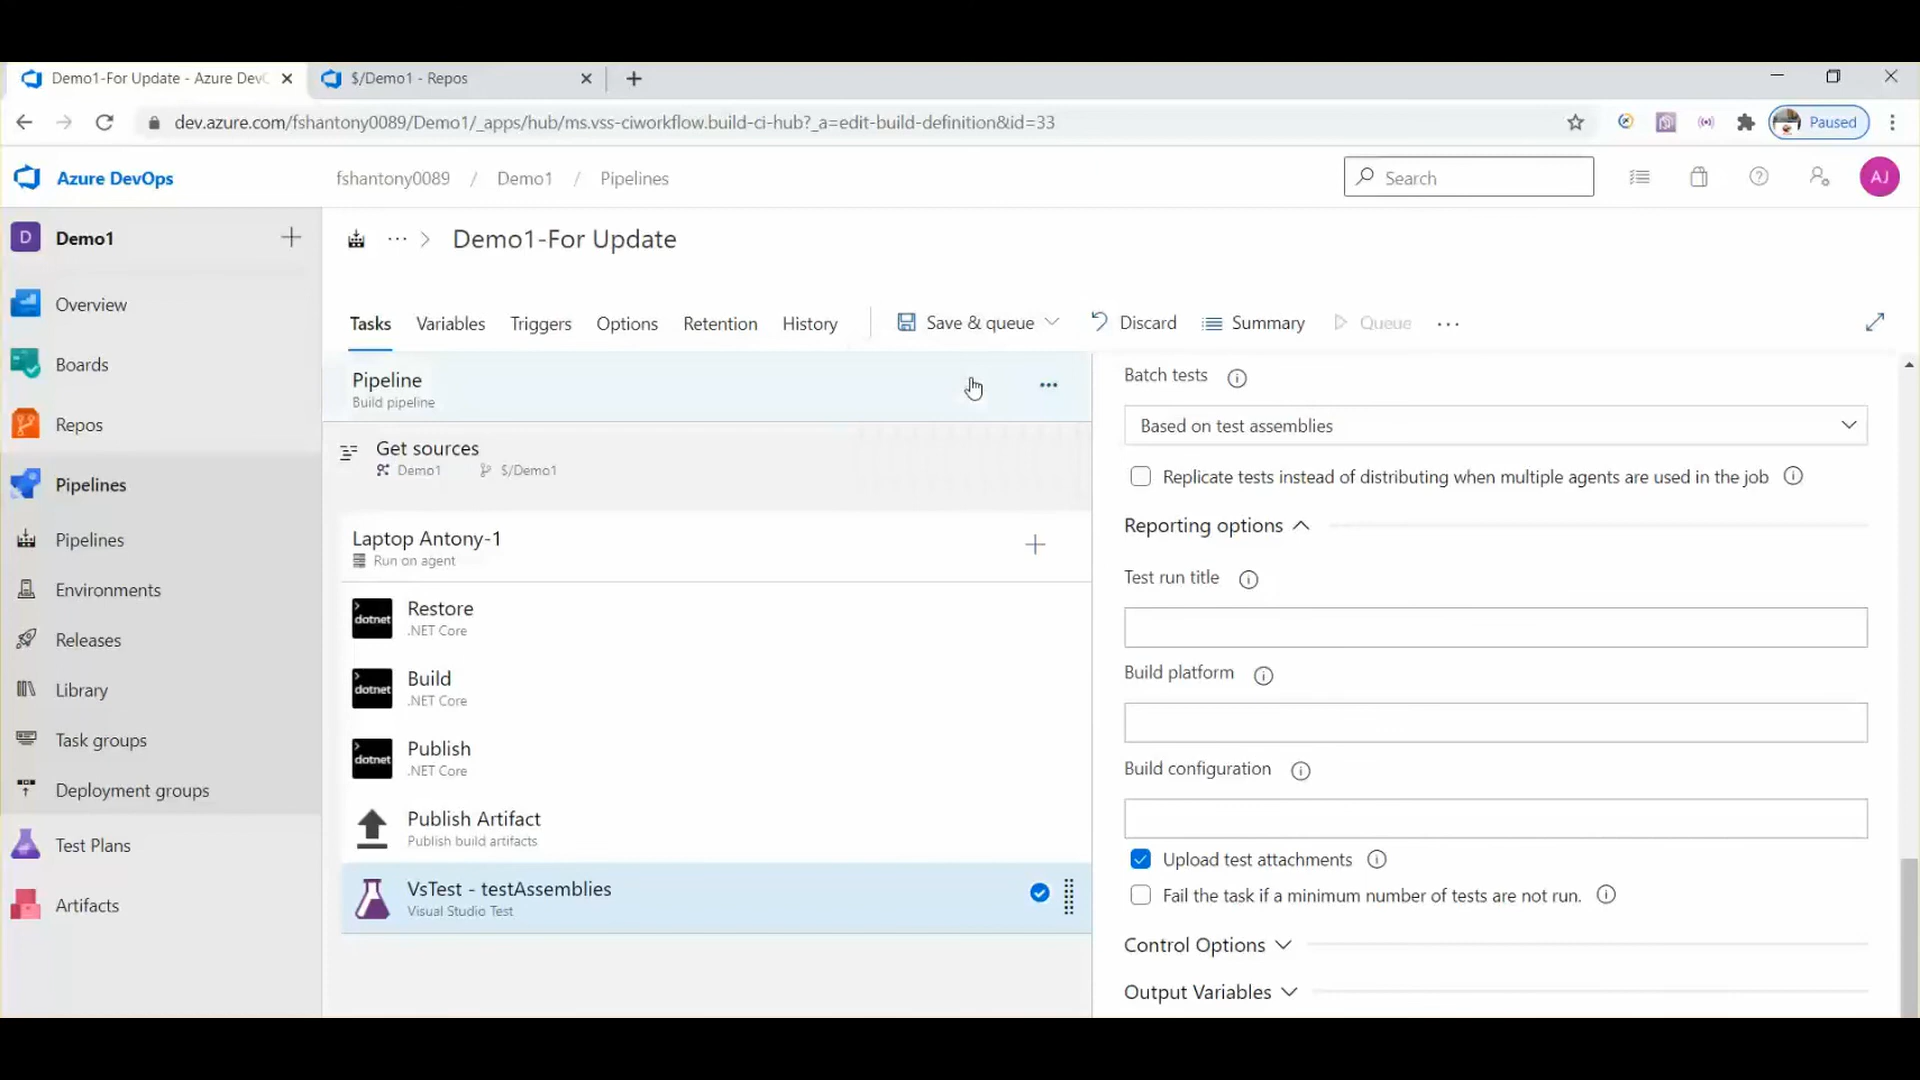 Demo1-For Update - Azure DevO
$/Demo1 - Repos
dev.azure.com/fshantony0089/Demo1/_apps/hub/ms.vss-ciworkflow.build-ci-hub?_a=edit-build-definition&id=33
Paused
Azure DevOps
fshantony0089 / Demo1 / Pipelines
Search
AJ
D Demo1
Overview
Boards
Repos
Pipelines
Pipelines
Environments
Releases
Library
Task groups
Deployment groups
Test Plans
Artifacts
... > Demo1-For Update
Tasks Variables Triggers Options Retention History Save & queue Discard Summary Queue ...
Pipeline
Build pipeline
Get sources
Demo1 $/Demo1
Laptop Antony-1
Run on agent
dotnet
Restore
.NET Core
dotnet
Build
.NET Core
dotnet
Publish
.NET Core
Publish Artifact
Publish build artifacts
VsTest - testAssemblies
Visual Studio Test
Batch tests
Based on test assemblies
Replicate tests instead of distributing when multiple agents are used in the job
Reporting options
Test run title
Build platform
Build configuration
Upload test attachments
Fail the task if a minimum number of tests are not run.
Control Options
Output Variables